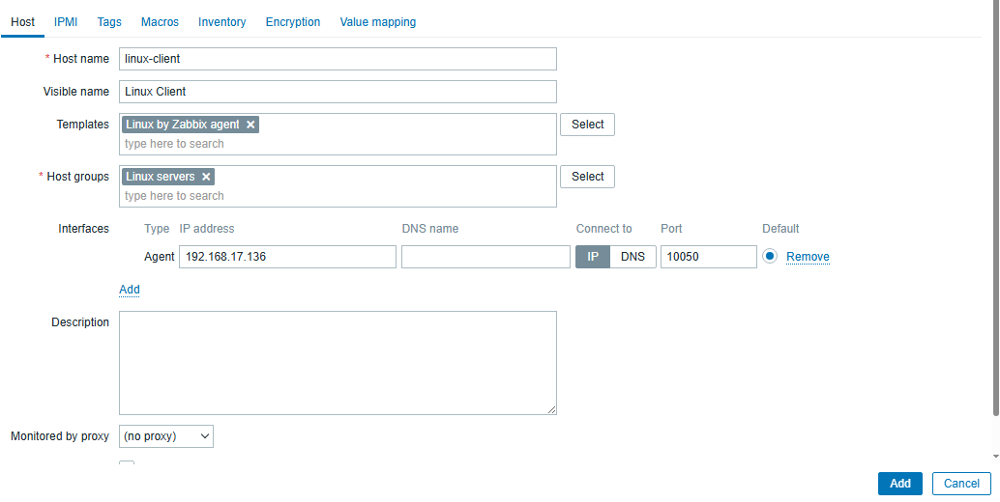 Host IPMI Tags Macros Inventory Encryption Value mapping
* Host name linux-client
Visible name Linux Client
Templates Linux by Zabbix agent × Select
type here to search
* Host groups Linux servers × Select
type here to search
Interfaces Type IP address DNS name Connect to Port Default
Agent 192.168.17.136 IP DNS 10050 Remove
Add
Description
Monitored by proxy (no proxy)
Add Cancel